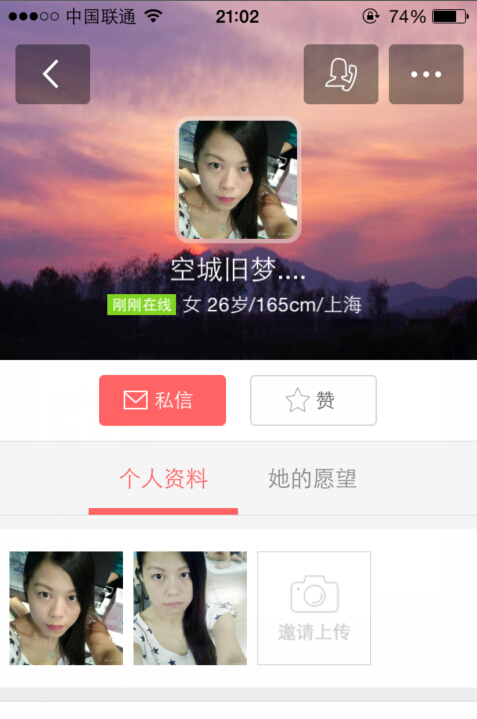 中国联通 21:02 74%
空城旧梦....
刚刚在线 女 26岁/165cm/上海
私信 赞
个人资料 她的愿望
邀请上传